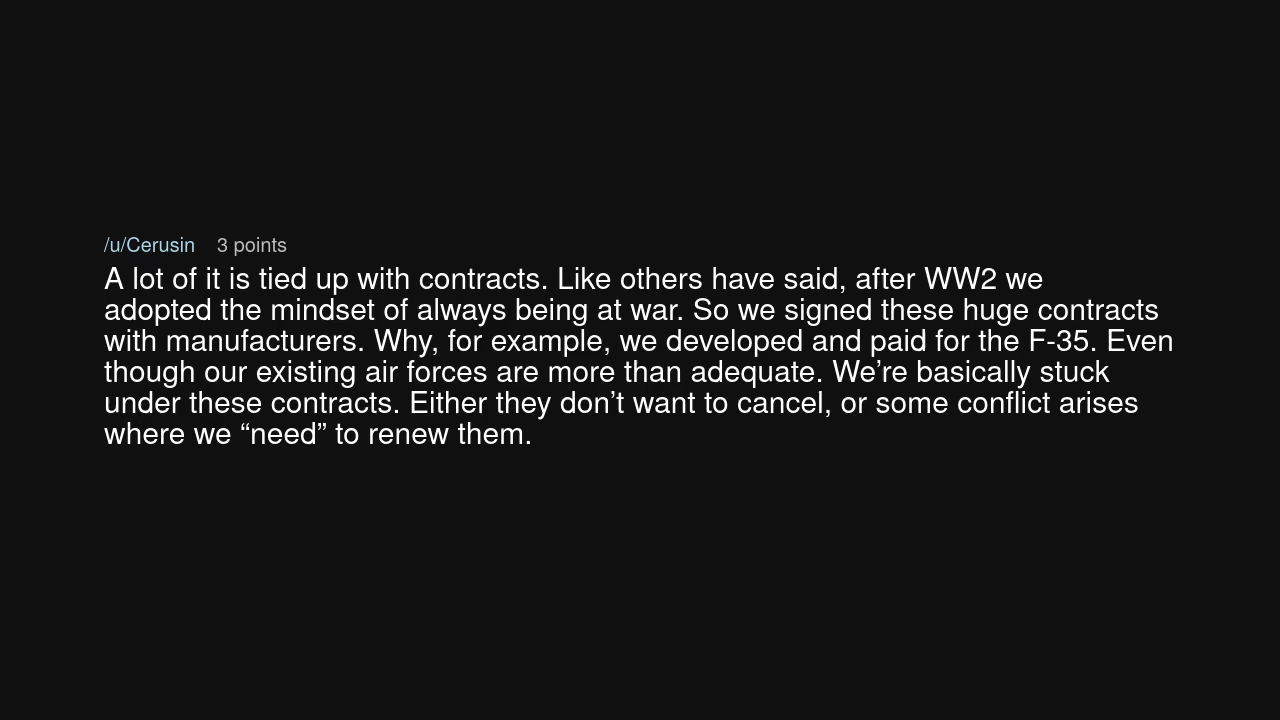 /u/Cerusin 3 points
A lot of it is tied up with contracts. Like others have said, after WW2 we
adopted the mindset of always being at war. So we signed these huge contracts
with manufacturers. Why, for example, we developed and paid for the F-35. Even
though our existing air forces are more than adequate. We’re basically stuck
under these contracts. Either they don’t want to cancel, or some conflict arises
where we “need” to renew them.